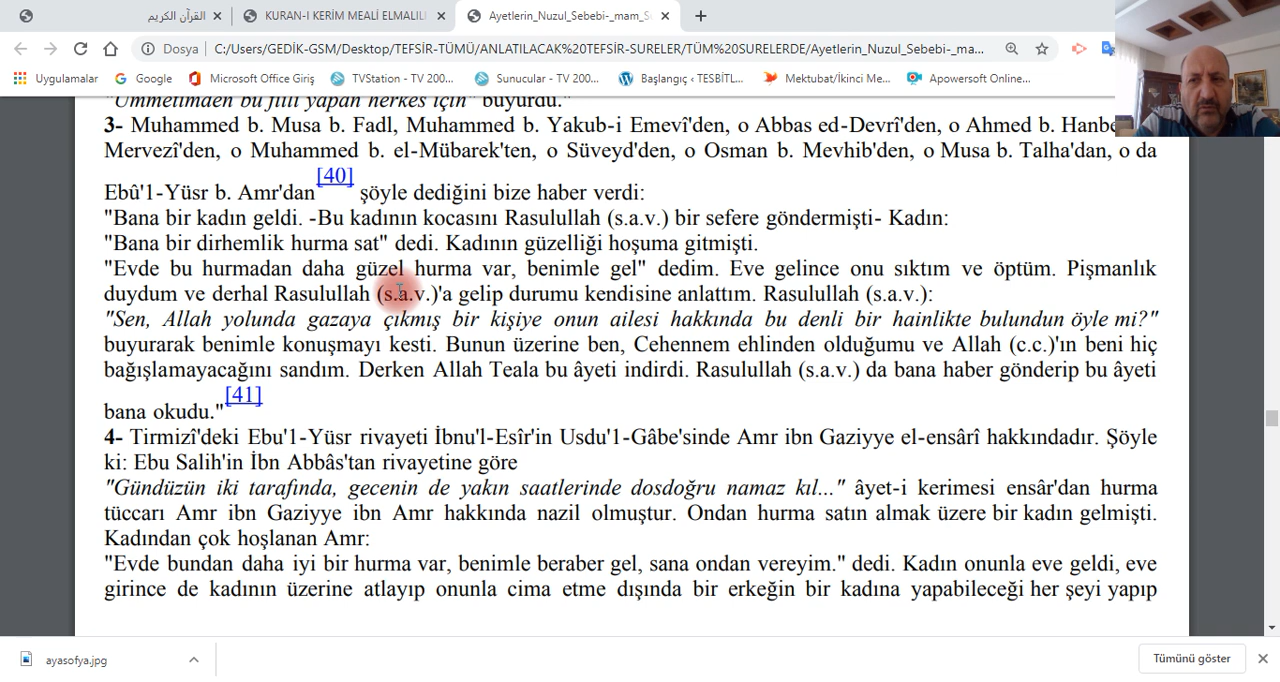 القرآن الكريم
KURAN-I KERİM MEALİ ELMALILI
Ayetlerin_Nuzul_Sebebi-_mam_S
Dosya
C:/Users/GEDİK-GSM/Desktop/TEFSİR-TÜMÜ/ANLATILACAK%20TEFSİR-SURELER/TÜM%20SURELERDE/Ayetlerin_Nuzul_Sebebi-_ma...
Uygulamalar
Google
Microsoft Office Giriş
TVStation - TV 200...
Sunucular - TV 200...
Başlangıç ‹ TESBİTL...
Mektubat/İkinci Me...
Apowersoft Online...
"Ümmetimden bu fiili yapan herkes için" buyurdu."
3- Muhammed b. Musa b. Fadl, Muhammed b. Yakub-i Emevî'den, o Abbas ed-Devrî'den, o Ahmed b. Hanbe
Mervezî'den, o Muhammed b. el-Mübarek'ten, o Süveyd'den, o Osman b. Mevhib'den, o Musa b. Talha'dan, o da
Ebû'1-Yüsr b. Amr'dan[40] şöyle dediğini bize haber verdi:
"Bana bir kadın geldi. -Bu kadının kocasını Rasulullah (s.a.v.) bir sefere göndermişti- Kadın:
"Bana bir dirhemlik hurma sat" dedi. Kadının güzelliği hoşuma gitmişti.
"Evde bu hurmadan daha güzel hurma var, benimle gel" dedim. Eve gelince onu sıktım ve öptüm. Pişmanlık
duydum ve derhal Rasulullah (s.a.v.)'a gelip durumu kendisine anlattım. Rasulullah (s.a.v.):
"Sen, Allah yolunda gazaya çıkmış bir kişiye onun ailesi hakkında bu denli bir hainlikte bulundun öyle mi?"
buyurarak benimle konuşmayı kesti. Bunun üzerine ben, Cehennem ehlinden olduğumu ve Allah (c.c.)'ın beni hiç
bağışlamayacağını sandım. Derken Allah Teala bu âyeti indirdi. Rasulullah (s.a.v.) da bana haber gönderip bu âyeti
bana okudu."[41]
4- Tirmizî'deki Ebu'1-Yüsr rivayeti İbnu'l-Esîr'in Usdu'1-Gâbe'sinde Amr ibn Gaziyye el-ensârî hakkındadır. Şöyle
ki: Ebu Salih'in İbn Abbâs'tan rivayetine göre
"Gündüzün iki tarafında, gecenin de yakın saatlerinde dosdoğru namaz kıl..." âyet-i kerimesi ensâr'dan hurma
tüccarı Amr ibn Gaziyye ibn Amr hakkında nazil olmuştur. Ondan hurma satın almak üzere bir kadın gelmişti.
Kadından çok hoşlanan Amr:
"Evde bundan daha iyi bir hurma var, benimle beraber gel, sana ondan vereyim." dedi. Kadın onunla eve geldi, eve
girince de kadının üzerine atlayıp onunla cima etme dışında bir erkeğin bir kadına yapabileceği her şeyi yapıp
ayasofya.jpg
Tümünü göster